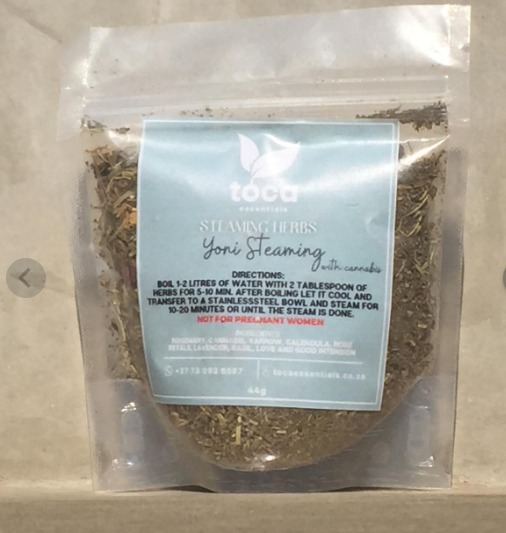 toca
essentials
STEAMING HERBS
Yoni Steaming
with cannabis
DIRECTIONS:
BOIL 1-2 LITRES OF WATER WITH 2 TABLESPOON OF
HERBS FOR 5-10 MIN. AFTER BOILING LET IT COOL AND
TRANSFER TO A STAINLESSSTEEL BOWL AND STEAM FOR
10-20 MINUTES OR UNTIL THE STEAM IS DONE.
NOT FOR PREGNANT WOMEN
INGREDIENTS
ROSEMARY, CANNABIS, YARROW, CALENDULA, ROSE
PETALS, LAVENDER, BASIL, LOVE AND GOOD INTENSION
tocaessentials.co.za
44g